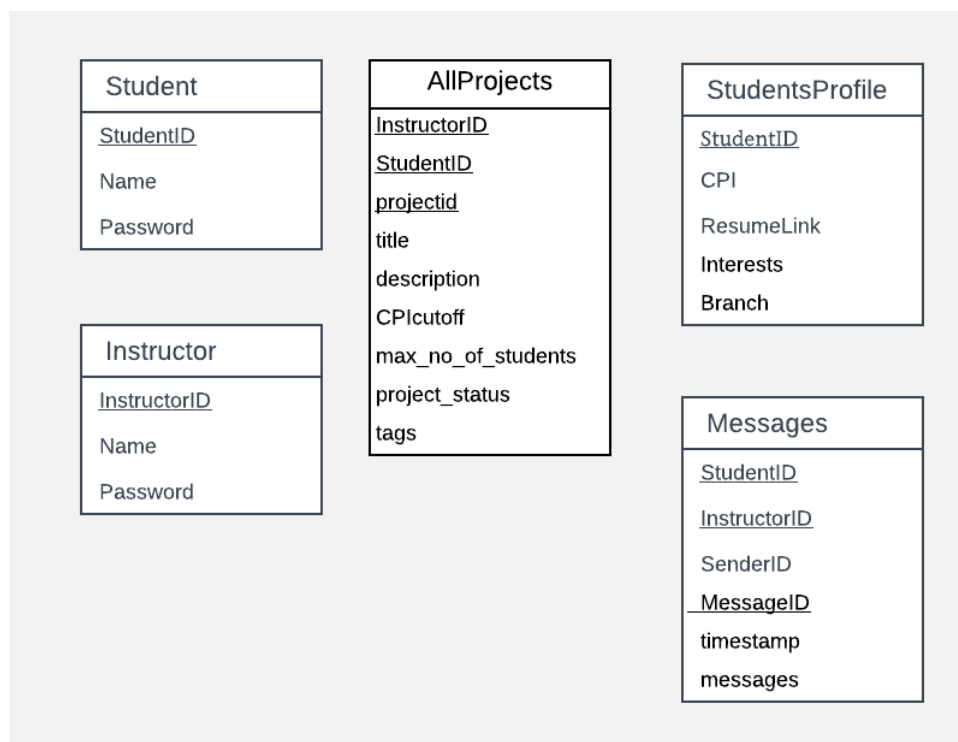 Student
StudentID
Name
Password
Instructor
InstructorID
Name
Password
AllProjects
InstructorID
StudentID
projectid
title
description
CPIcutoff
max_no_of_students
project_status
tags
StudentsProfile
StudentID
CPI
ResumeLink
Interests
Branch
Messages
StudentID
InstructorID
SenderID
MessageID
timestamp
messages